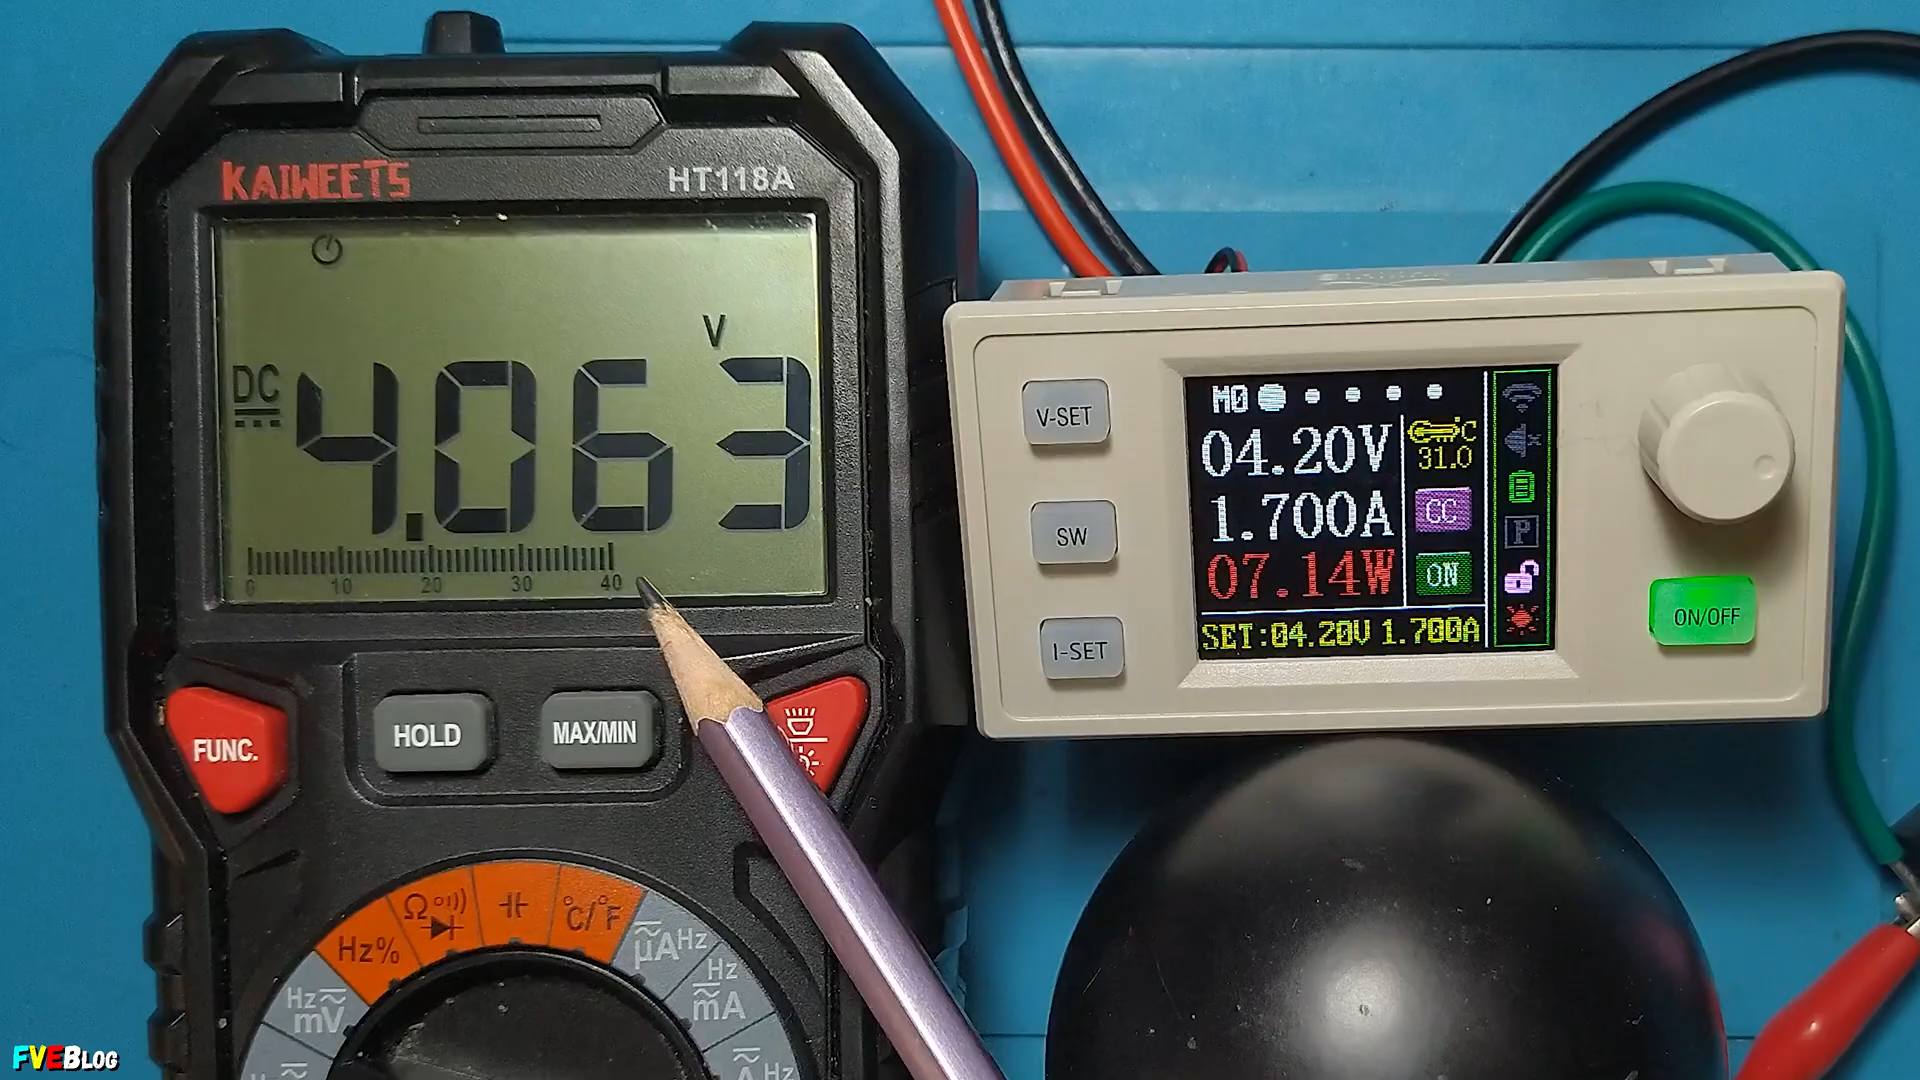 KAIWEETS
HT118A
V
DC
4.063
0 10 20 30 40
FUNC.
HOLD
MAX/MIN
Hz%
Ω
°C/°F
µA Hz
Hz mA
Hz mV
A Hz
Hz
V-SET
SW
I-SET
M0
04.20V
1.700A
07.14W
C
31.0
CC
ON
P
SET:04.20V 1.700A
ON/OFF
FVEBLOG